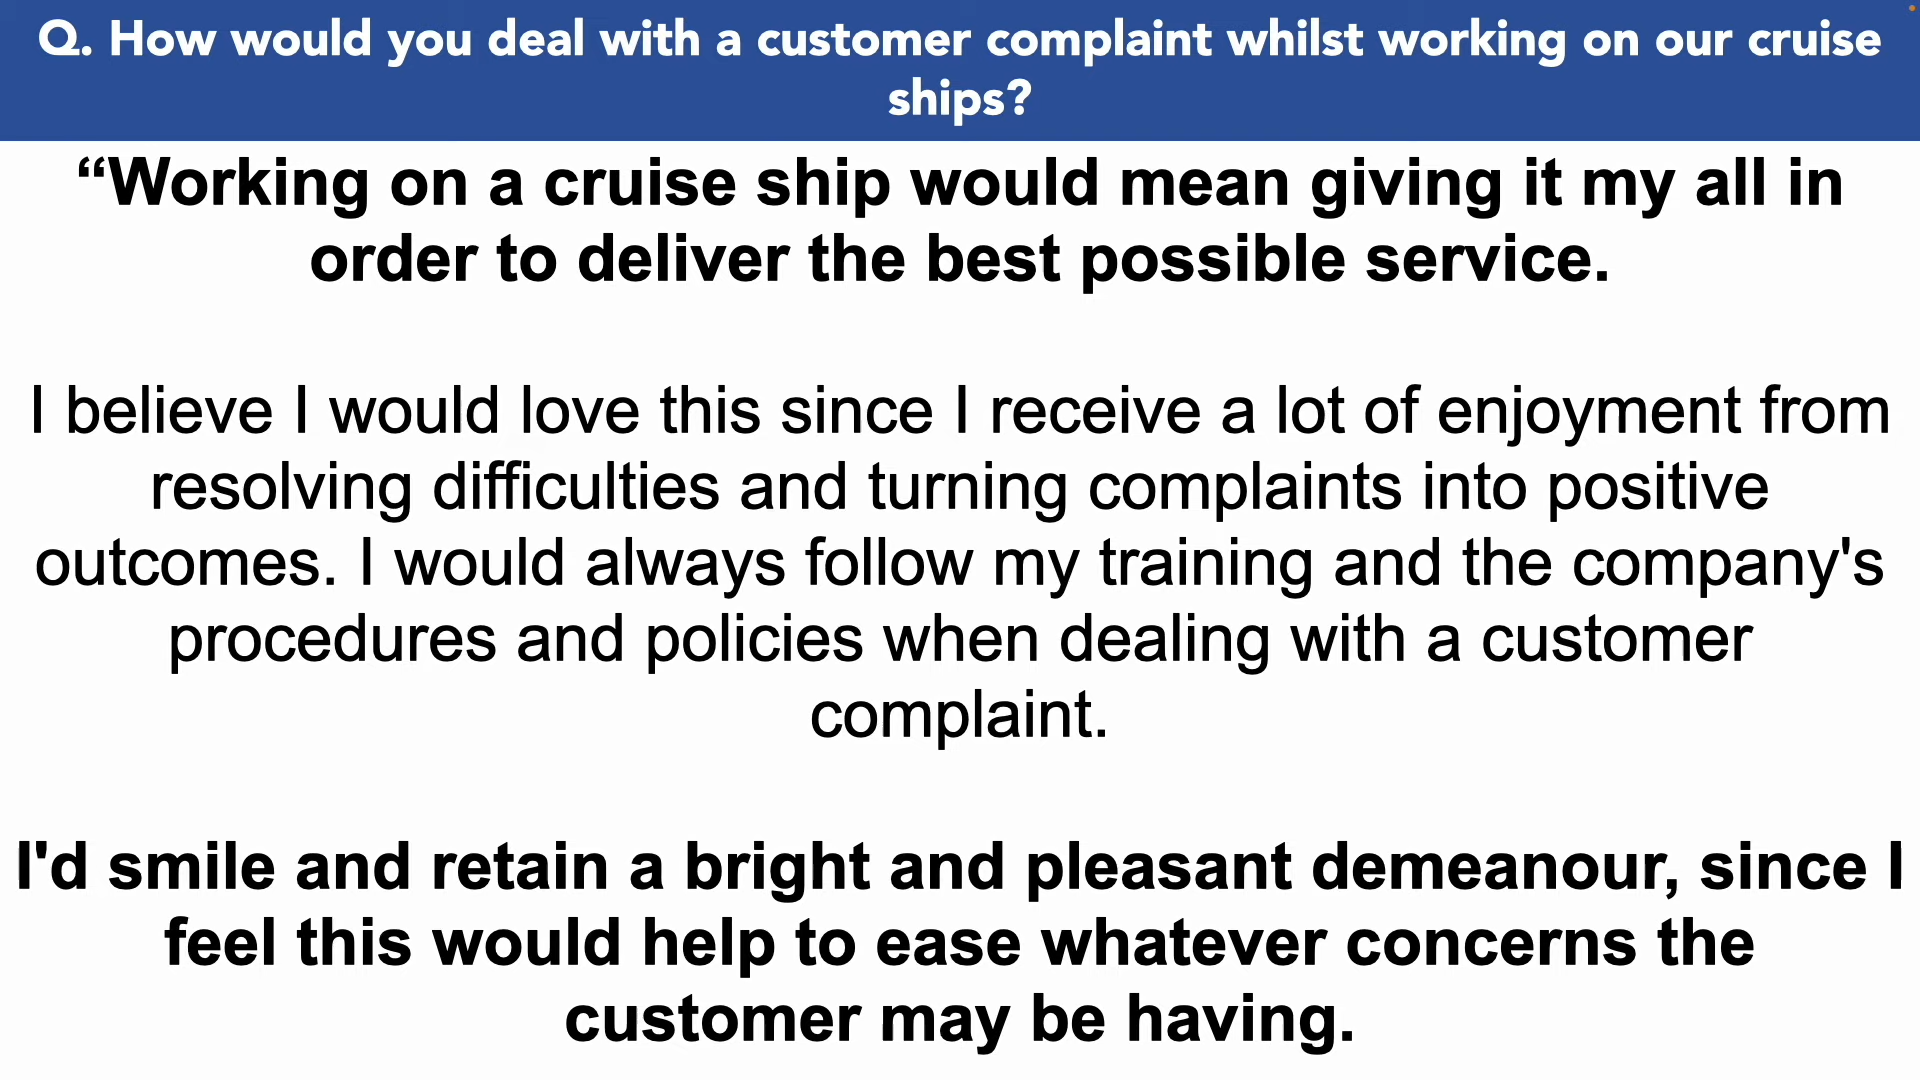 Q. How would you deal with a customer complaint whilst working on our cruise
ships?
“Working on a cruise ship would mean giving it my all in
order to deliver the best possible service.
I believe I would love this since I receive a lot of enjoyment from
resolving difficulties and turning complaints into positive
outcomes. I would always follow my training and the company's
procedures and policies when dealing with a customer
complaint.
I'd smile and retain a bright and pleasant demeanour, since I
feel this would help to ease whatever concerns the
customer may be having.